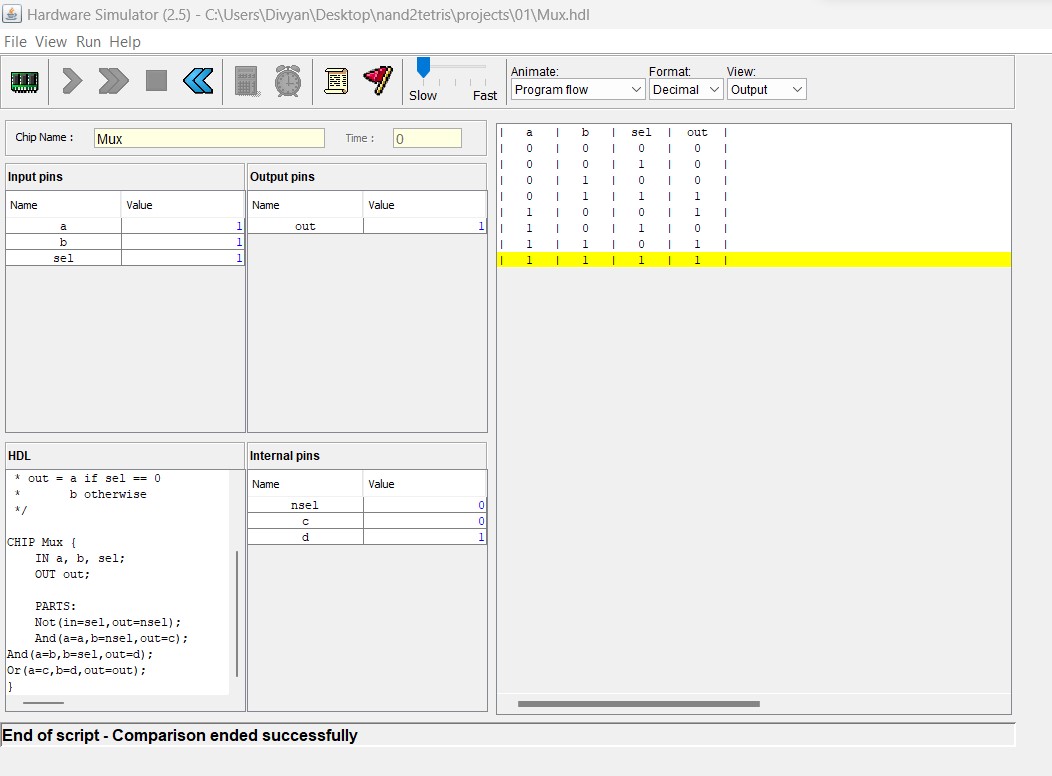 Hardware Simulator (2.5) - C:\Users\Divyan\Desktop\nand2tetris\projects\01\Mux.hdl
File View Run Help
Slow Fast
Animate: Format: View:
Program flow Decimal Output
Chip Name : Mux Time : 0
Input pins
Name Value
a 1
b 1
sel 1
Output pins
Name Value
out 1
HDL
* out = a if sel == 0
*       b otherwise
*/
CHIP Mux {
IN a, b, sel;
OUT out;
PARTS:
Not(in=sel,out=nsel);
And(a=a,b=nsel,out=c);
And(a=b,b=sel,out=d);
Or(a=c,b=d,out=out);
}
Internal pins
Name Value
nsel 0
c 0
d 1
| a | b | sel | out |
| 0 | 0 | 0 | 0 |
| 0 | 0 | 1 | 0 |
| 0 | 1 | 0 | 0 |
| 0 | 1 | 1 | 1 |
| 1 | 0 | 0 | 1 |
| 1 | 0 | 1 | 0 |
| 1 | 1 | 0 | 1 |
| 1 | 1 | 1 | 1 |
End of script - Comparison ended successfully